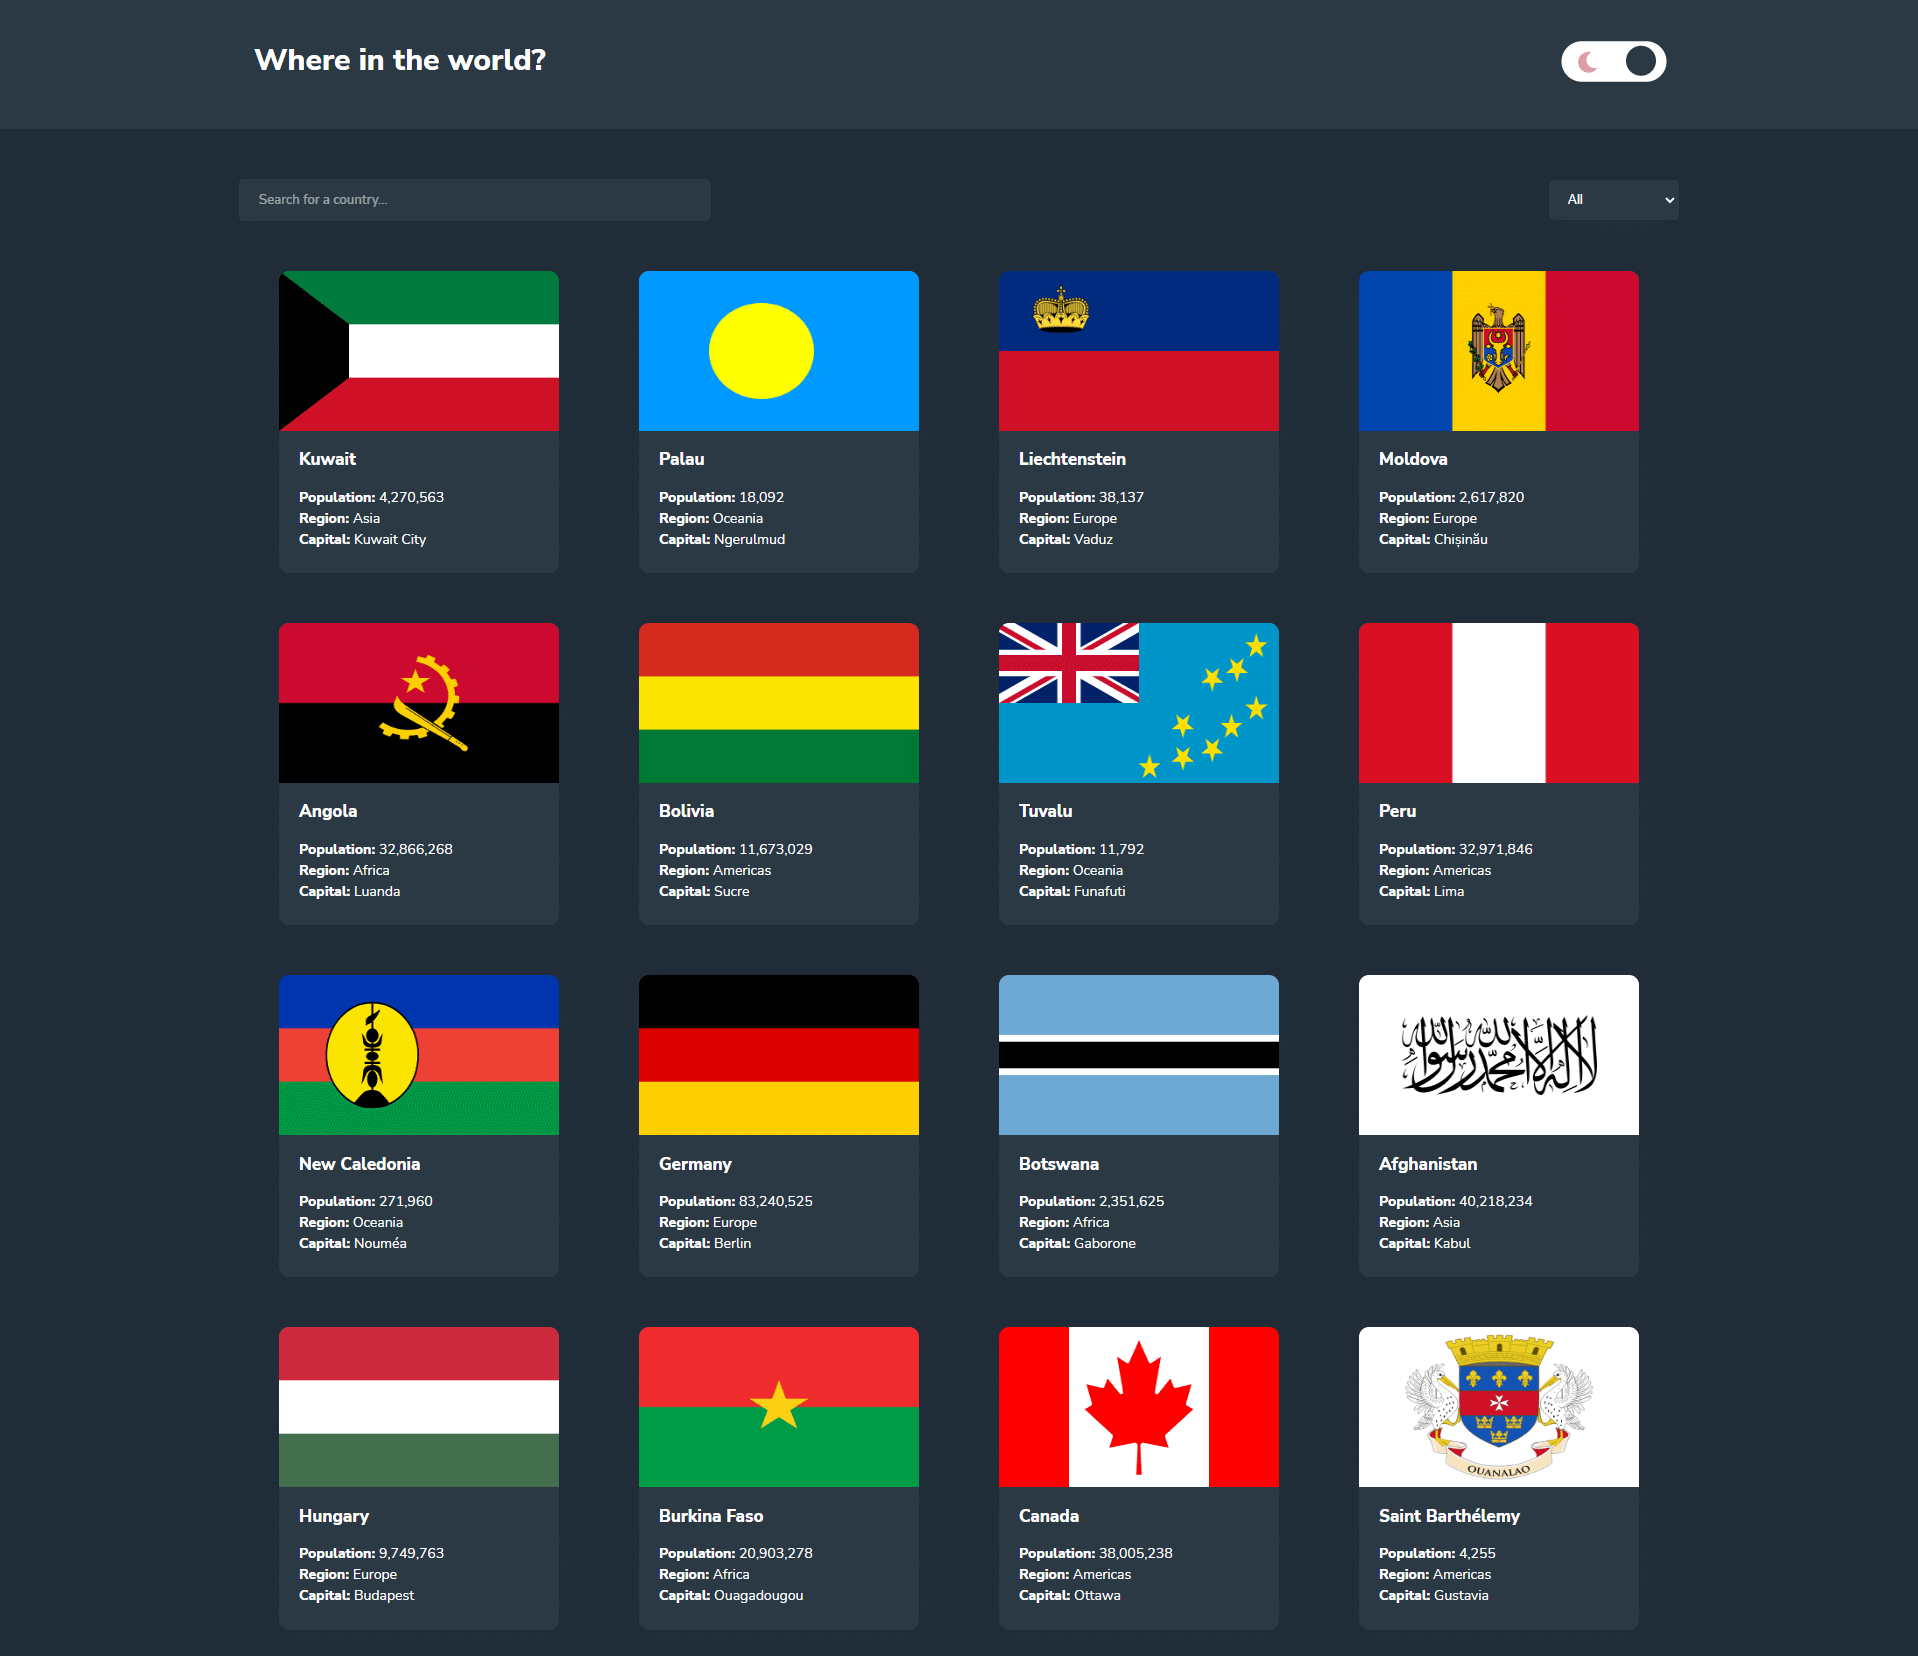 Where in the world?
Search for a country...
All
Kuwait
Population: 4,270,563
Region: Asia
Capital: Kuwait City
Palau
Population: 18,092
Region: Oceania
Capital: Ngerulmud
Liechtenstein
Population: 38,137
Region: Europe
Capital: Vaduz
Moldova
Population: 2,617,820
Region: Europe
Capital: Chișinău
Angola
Population: 32,866,268
Region: Africa
Capital: Luanda
Bolivia
Population: 11,673,029
Region: Americas
Capital: Sucre
Tuvalu
Population: 11,792
Region: Oceania
Capital: Funafuti
Peru
Population: 32,971,846
Region: Americas
Capital: Lima
New Caledonia
Population: 271,960
Region: Oceania
Capital: Nouméa
Germany
Population: 83,240,525
Region: Europe
Capital: Berlin
Botswana
Population: 2,351,625
Region: Africa
Capital: Gaborone
لا إله إلا الله محمد رسول الله
Afghanistan
Population: 40,218,234
Region: Asia
Capital: Kabul
Hungary
Population: 9,749,763
Region: Europe
Capital: Budapest
Burkina Faso
Population: 20,903,278
Region: Africa
Capital: Ouagadougou
Canada
Population: 38,005,238
Region: Americas
Capital: Ottawa
OUANALAO
Saint Barthélemy
Population: 4,255
Region: Americas
Capital: Gustavia